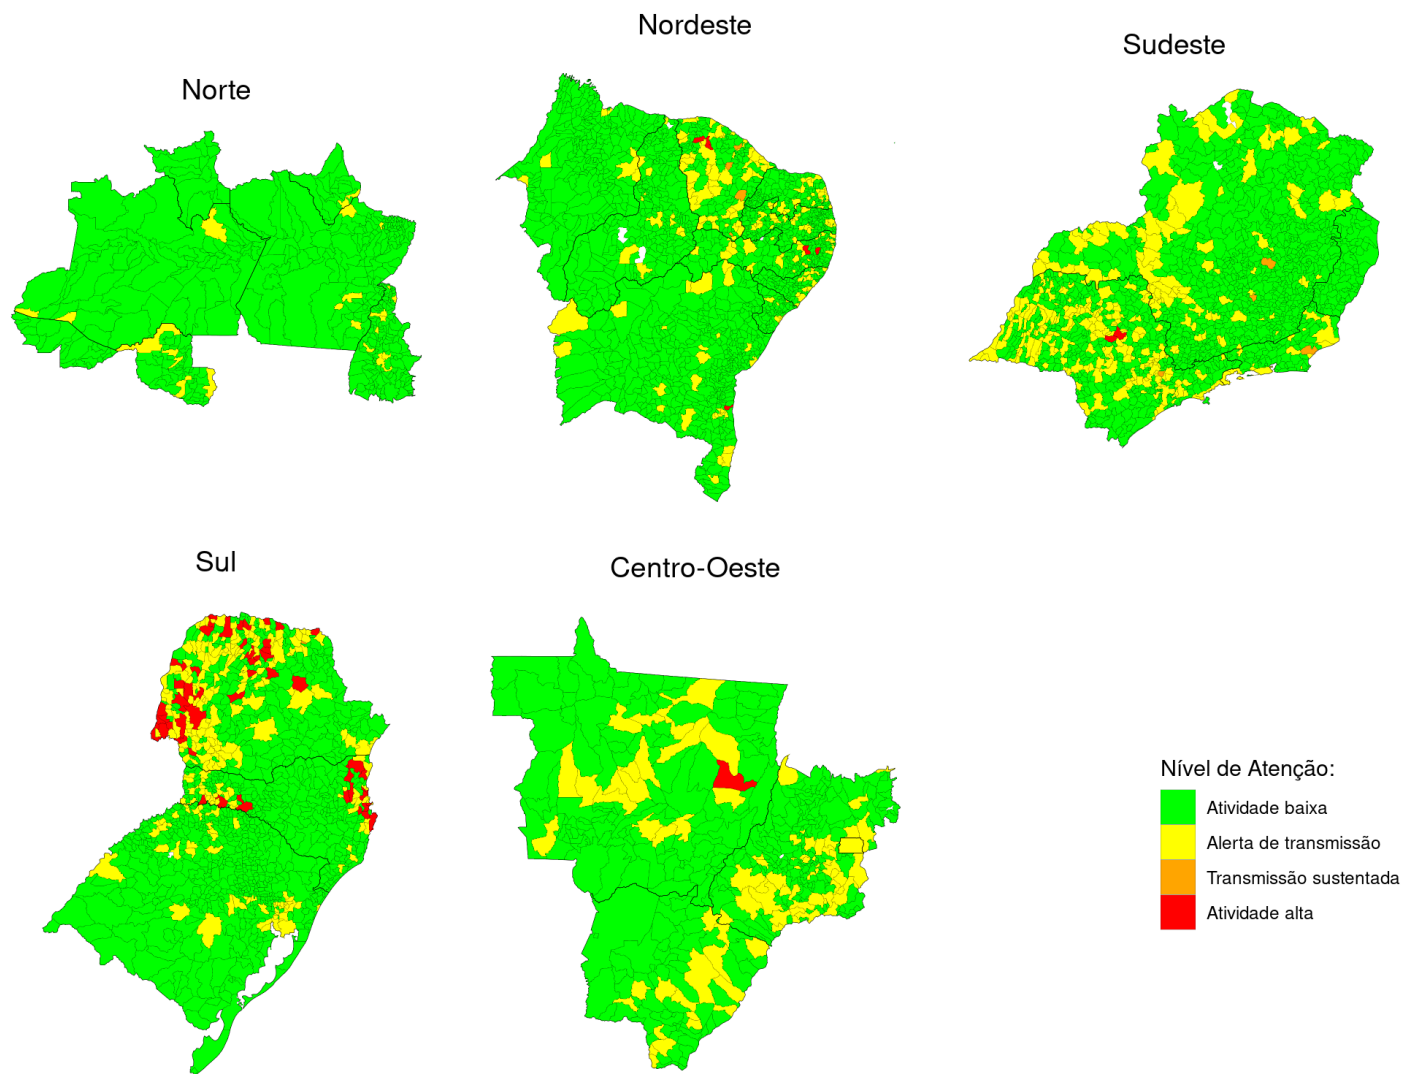 Norte
Nordeste
Sudeste
Sul
Centro-Oeste
Nível de Atenção:
Atividade baixa
Alerta de transmissão
Transmissão sustentada
Atividade alta